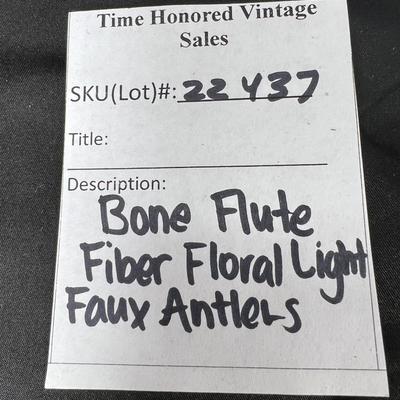 Time Honored Vintage
Sales
SKU(Lot)#: 22437
Title:
Description:
Bone Flute
Fiber Floral Light
Faux Antlers